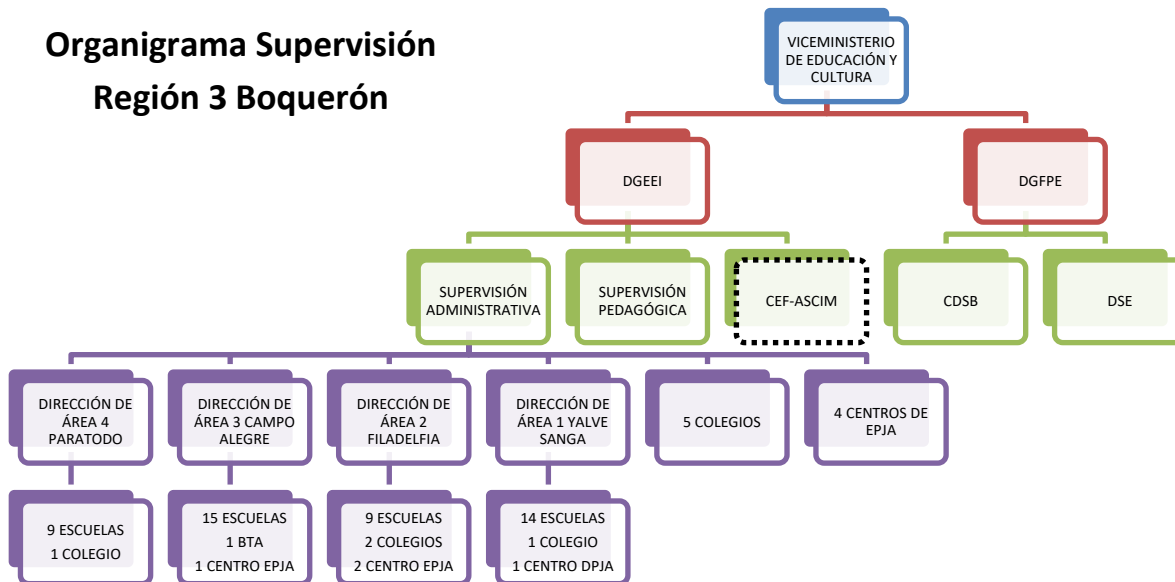 Organigrama Supervisión
Región 3 Boquerón
VICEMINISTERIO
DE EDUCACIÓN Y
CULTURA
DGEEI
DGFPE
SUPERVISIÓN
ADMINISTRATIVA
SUPERVISIÓN
PEDAGÓGICA
CEF-ASCIM
CDSB
DSE
DIRECCIÓN DE
ÁREA 4
PARATODO
DIRECCIÓN DE
ÁREA 3 CAMPO
ALEGRE
DIRECCIÓN DE
ÁREA 2
FILADELFIA
DIRECCIÓN DE
ÁREA 1 YALVE
SANGA
5 COLEGIOS
4 CENTROS DE
EPJA
9 ESCUELAS
1 COLEGIO
15 ESCUELAS
1 BTA
1 CENTRO EPJA
9 ESCUELAS
2 COLEGIOS
2 CENTRO EPJA
14 ESCUELAS
1 COLEGIO
1 CENTRO DPJA